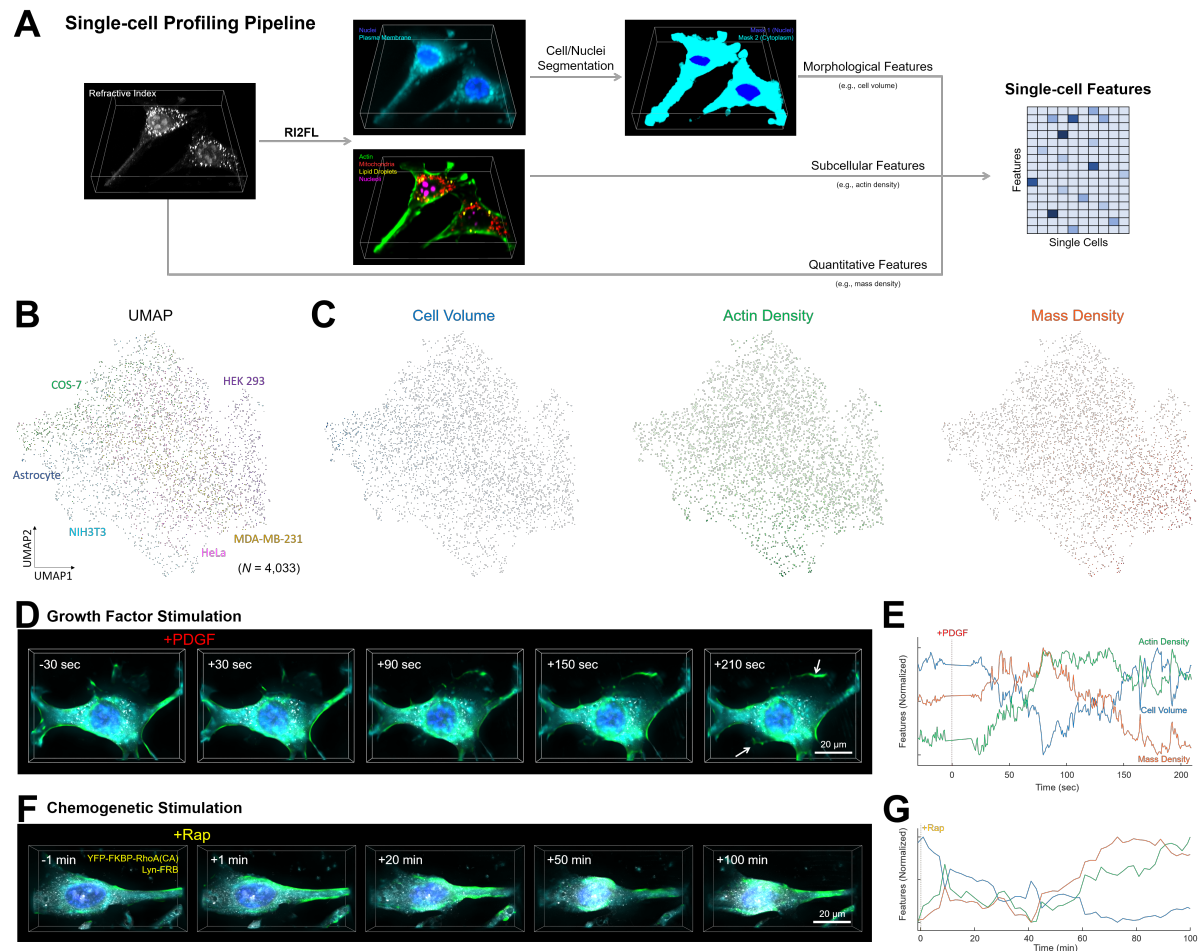 A
Single-cell Profiling Pipeline
Refractive Index
RI2FL
Nuclei
Plasma Membrane
Actin
Mitochondria
Lipid Droplets
Nucleoli
Cell/Nuclei
Segmentation
Mask 1 (Nuclei)
Mask 2 (Cytoplasm)
Morphological Features
(e.g., cell volume)
Subcellular Features
(e.g., actin density)
Quantitative Features
(e.g., mass density)
Single-cell Features
Features
Single Cells
B
UMAP
COS-7
HEK 293
Astrocyte
NIH3T3
HeLa
MDA-MB-231
(N = 4,033)
UMAP2
UMAP1
C
Cell Volume
Actin Density
Mass Density
D
Growth Factor Stimulation
+PDGF
-30 sec
+30 sec
+90 sec
+150 sec
+210 sec
20 µm
E
+PDGF
Actin Density
Cell Volume
Mass Density
Features (Normalized)
0
50
100
150
200
Time (sec)
F
Chemogenetic Stimulation
+Rap
-1 min
YFP-FKBP-RhoA(CA)
Lyn-FRB
+1 min
+20 min
+50 min
+100 min
20 µm
G
+Rap
Features (Normalized)
0
20
40
60
80
100
Time (min)